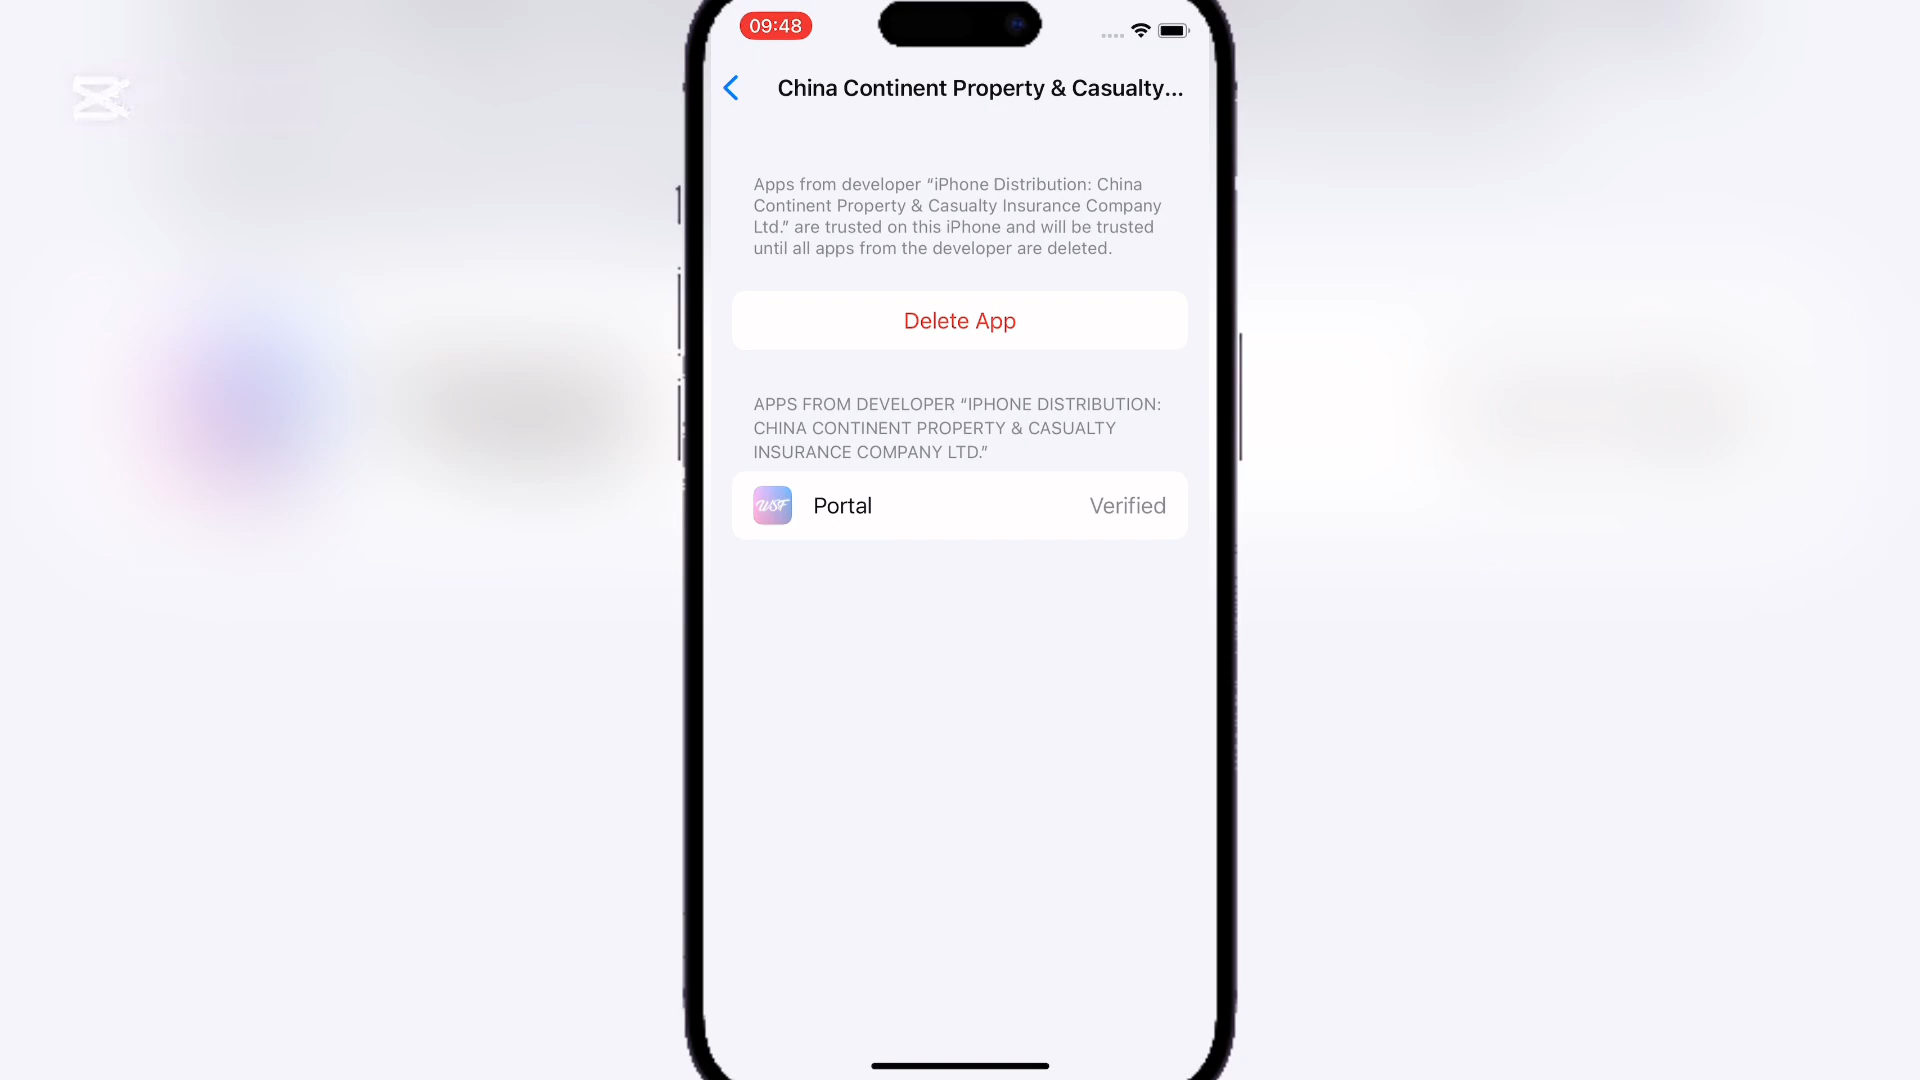 09:48
China Continent Property & Casualty...
Apps from developer “iPhone Distribution: China
Continent Property & Casualty Insurance Company
Ltd.” are trusted on this iPhone and will be trusted
until all apps from the developer are deleted.
Delete App
APPS FROM DEVELOPER “IPHONE DISTRIBUTION:
CHINA CONTINENT PROPERTY & CASUALTY
INSURANCE COMPANY LTD.”
WSF
Portal
Verified